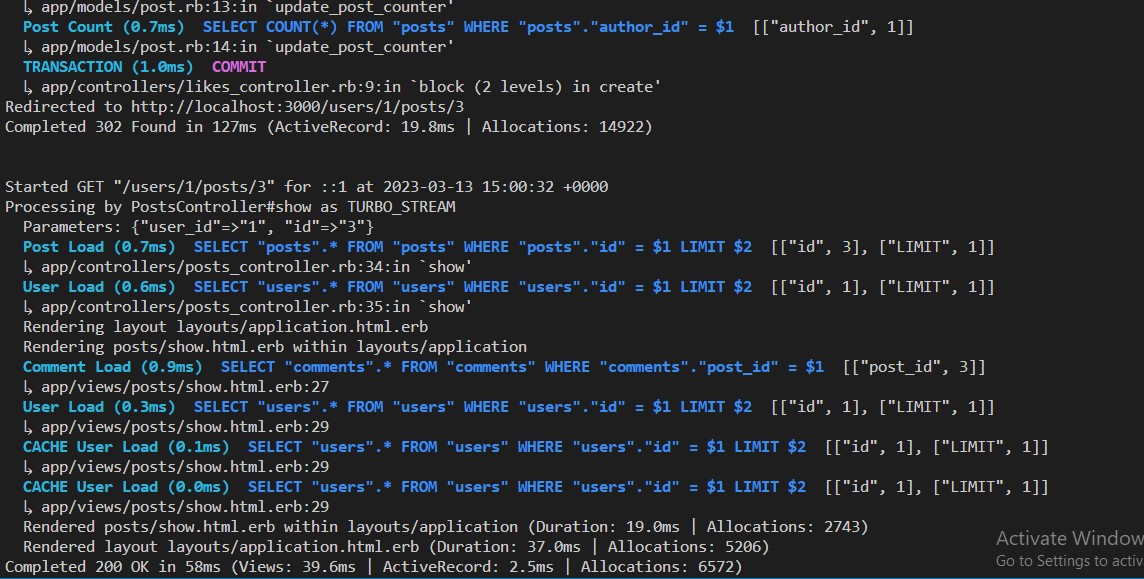 ↳ app/models/post.rb:13:in `update_post_counter'
Post Count (0.7ms)  SELECT COUNT(*) FROM "posts" WHERE "posts"."author_id" = $1  [["author_id", 1]]
↳ app/models/post.rb:14:in `update_post_counter'
TRANSACTION (1.0ms)  COMMIT
↳ app/controllers/likes_controller.rb:9:in `block (2 levels) in create'
Redirected to http://localhost:3000/users/1/posts/3
Completed 302 Found in 127ms (ActiveRecord: 19.8ms | Allocations: 14922)
Started GET "/users/1/posts/3" for ::1 at 2023-03-13 15:00:32 +0000
Processing by PostsController#show as TURBO_STREAM
Parameters: {"user_id"=>"1", "id"=>"3"}
Post Load (0.7ms)  SELECT "posts".* FROM "posts" WHERE "posts"."id" = $1 LIMIT $2  [["id", 3], ["LIMIT", 1]]
↳ app/controllers/posts_controller.rb:34:in `show'
User Load (0.6ms)  SELECT "users".* FROM "users" WHERE "users"."id" = $1 LIMIT $2  [["id", 1], ["LIMIT", 1]]
↳ app/controllers/posts_controller.rb:35:in `show'
Rendering layout layouts/application.html.erb
Rendering posts/show.html.erb within layouts/application
Comment Load (0.9ms)  SELECT "comments".* FROM "comments" WHERE "comments"."post_id" = $1  [["post_id", 3]]
↳ app/views/posts/show.html.erb:27
User Load (0.3ms)  SELECT "users".* FROM "users" WHERE "users"."id" = $1 LIMIT $2  [["id", 1], ["LIMIT", 1]]
↳ app/views/posts/show.html.erb:29
CACHE User Load (0.1ms)  SELECT "users".* FROM "users" WHERE "users"."id" = $1 LIMIT $2  [["id", 1], ["LIMIT", 1]]
↳ app/views/posts/show.html.erb:29
CACHE User Load (0.0ms)  SELECT "users".* FROM "users" WHERE "users"."id" = $1 LIMIT $2  [["id", 1], ["LIMIT", 1]]
↳ app/views/posts/show.html.erb:29
Rendered posts/show.html.erb within layouts/application (Duration: 19.0ms | Allocations: 2743)
Rendered layout layouts/application.html.erb (Duration: 37.0ms | Allocations: 5206)
Completed 200 OK in 58ms (Views: 39.6ms | ActiveRecord: 2.5ms | Allocations: 6572)
Activate Window
Go to Settings to activ